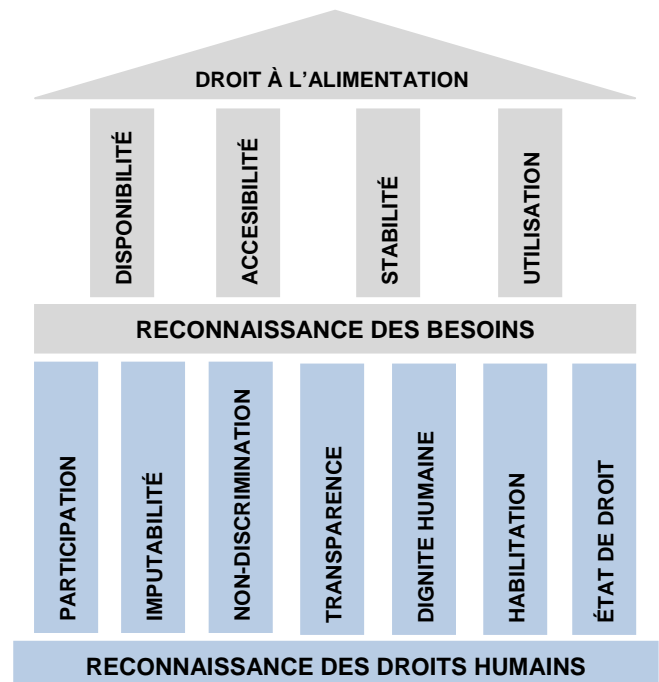 DROIT À L’ALIMENTATION
DISPONIBILITÉ
ACCESIBILITÉ
STABILITÉ
UTILISATION
RECONNAISSANCE DES BESOINS
PARTICIPATION
IMPUTABILITÉ
NON-DISCRIMINATION
TRANSPARENCE
DIGNITE HUMAINE
HABILITATION
ÉTAT DE DROIT
RECONNAISSANCE DES DROITS HUMAINS